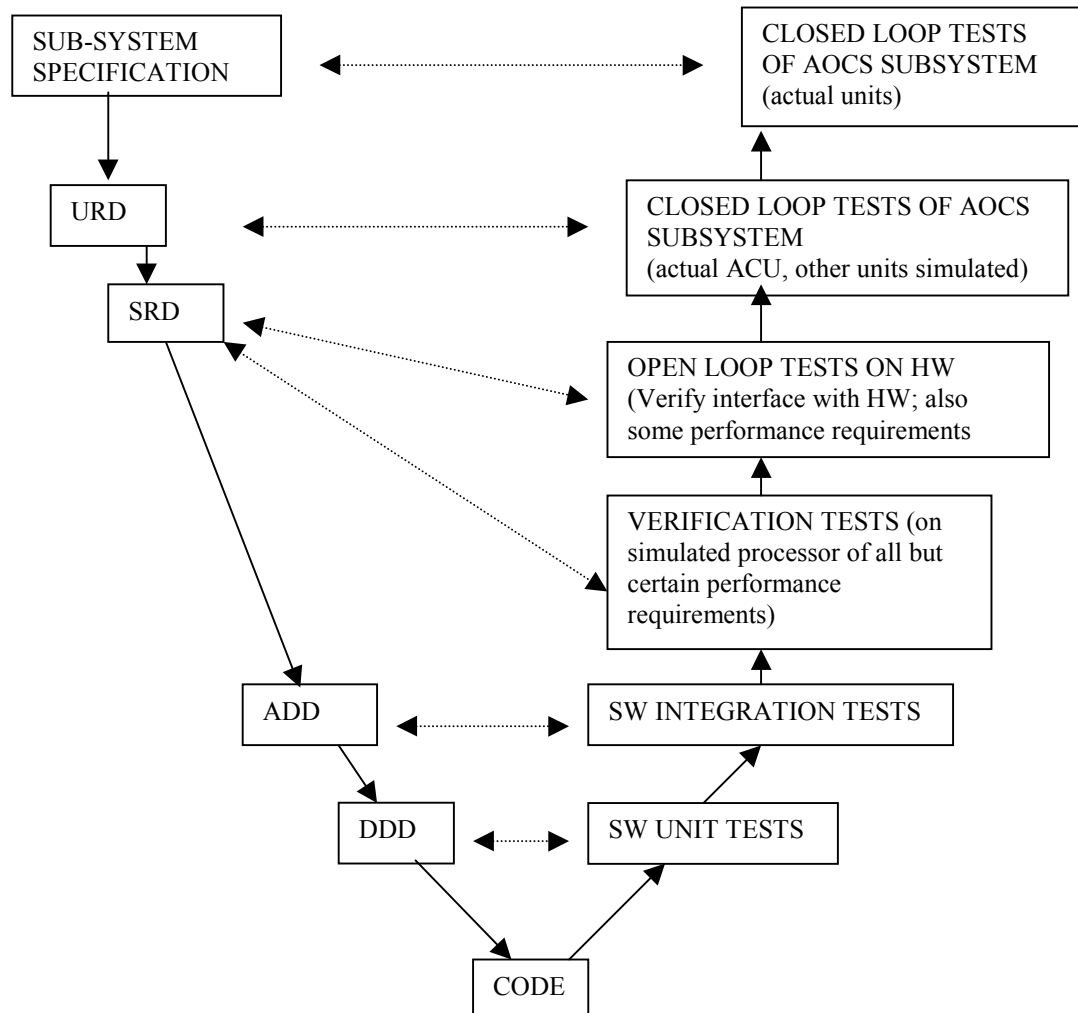 SUB-SYSTEM
SPECIFICATION
CLOSED LOOP TESTS
OF AOCS SUBSYSTEM
(actual units)
URD
CLOSED LOOP TESTS OF AOCS
SUBSYSTEM
(actual ACU, other units simulated)
SRD
OPEN LOOP TESTS ON HW
(Verify interface with HW; also
some performance requirements
VERIFICATION TESTS (on
simulated processor of all but
certain performance
requirements)
ADD
SW INTEGRATION TESTS
DDD
SW UNIT TESTS
CODE